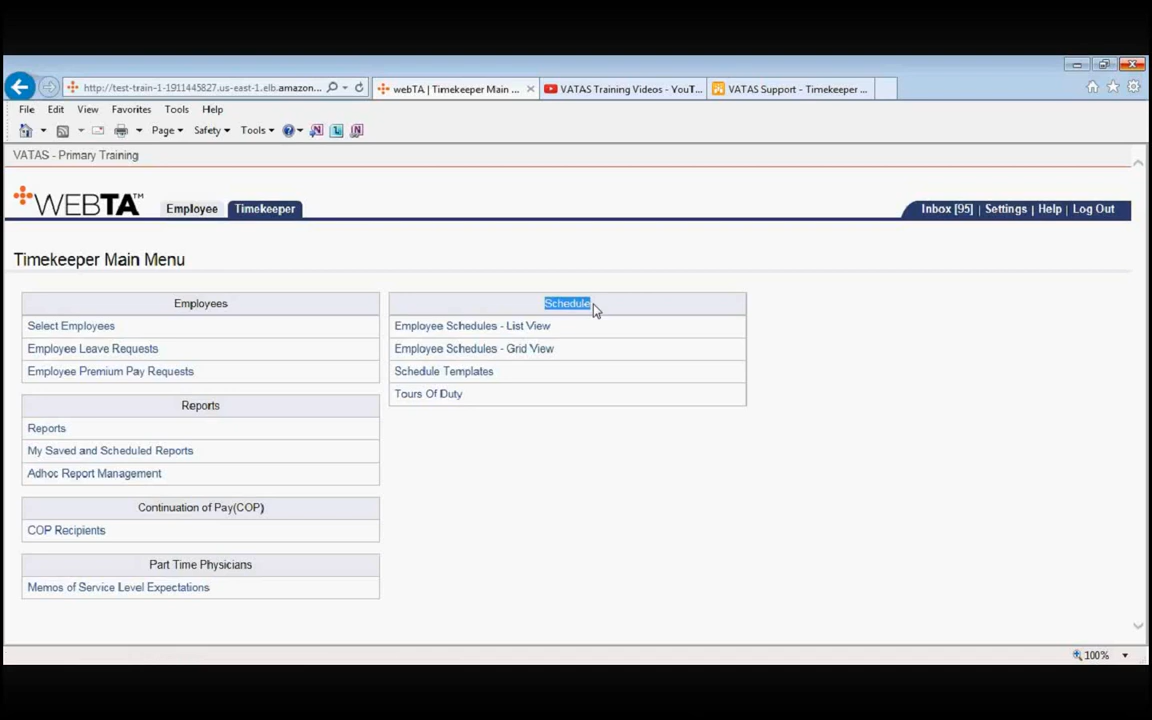 http://test-train-1-1911445827.us-east-1.elb.amazon...
webTA | Timekeeper Main ...
VATAS Training Videos - YouT...
VATAS Support - Timekeeper ...
File Edit View Favorites Tools Help
Page Safety Tools
VATAS - Primary Training
WEBTA™ Employee Timekeeper
Inbox [95] | Settings | Help | Log Out
Timekeeper Main Menu
Employees
Select Employees
Employee Leave Requests
Employee Premium Pay Requests
Reports
Reports
My Saved and Scheduled Reports
Adhoc Report Management
Continuation of Pay(COP)
COP Recipients
Part Time Physicians
Memos of Service Level Expectations
Schedule
Employee Schedules - List View
Employee Schedules - Grid View
Schedule Templates
Tours Of Duty
100%